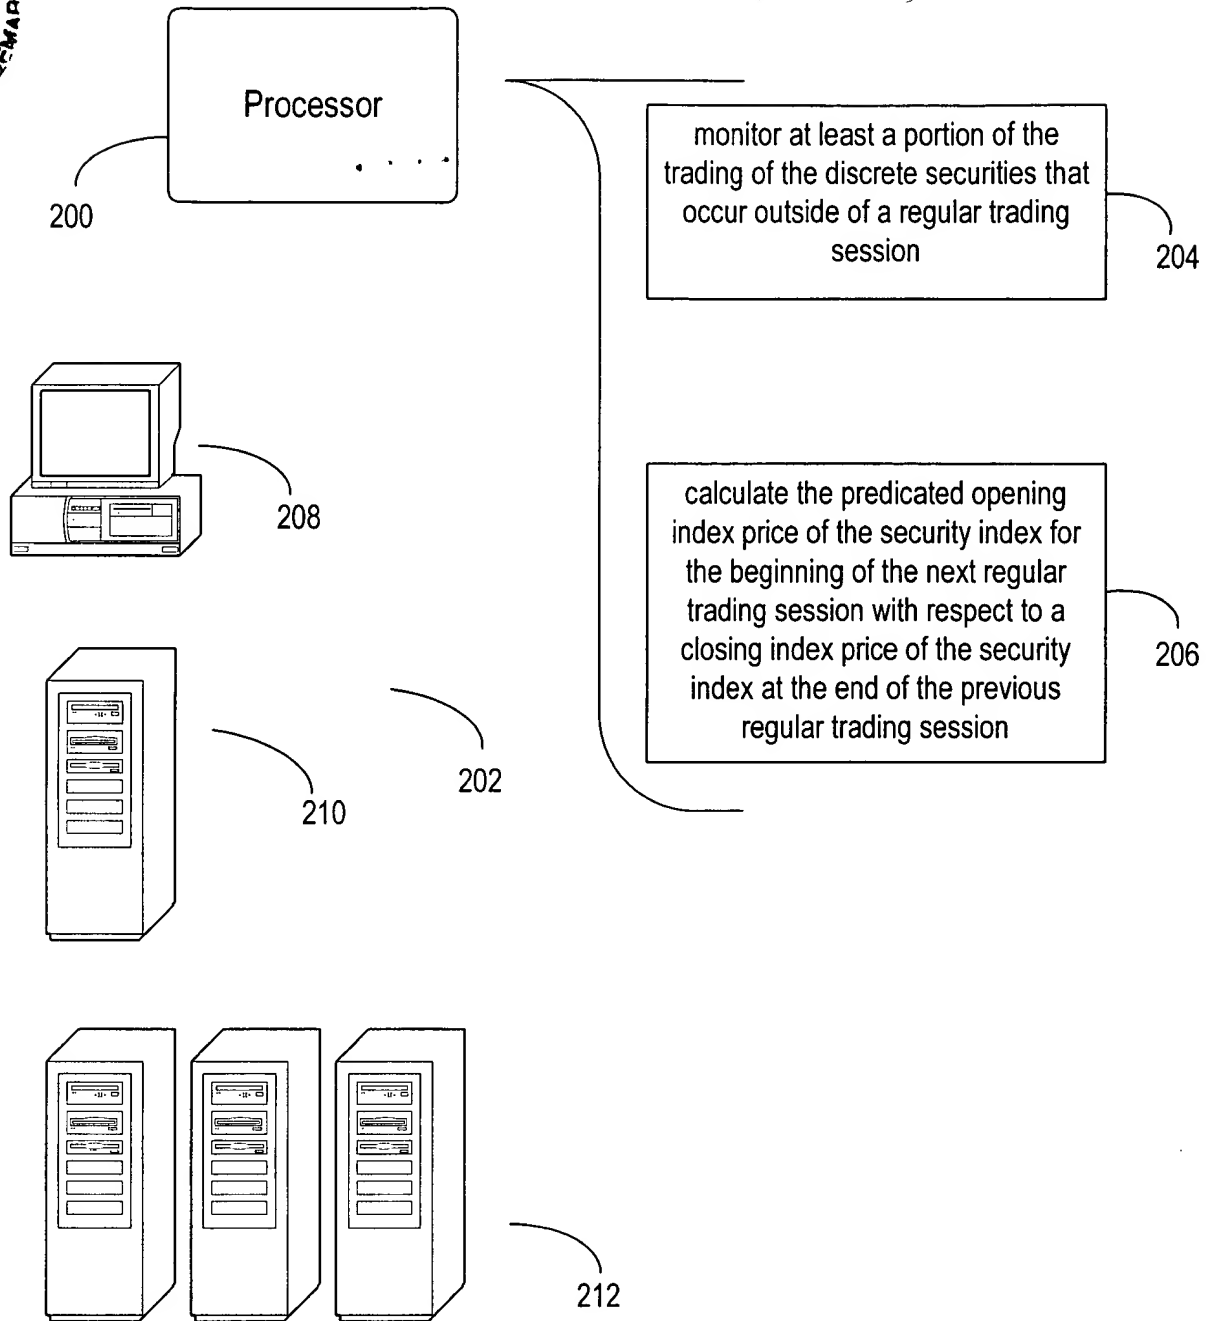 Processor
200
monitor at least a portion of the
trading of the discrete securities that
occur outside of a regular trading
session
204
208
calculate the predicated opening
index price of the security index for
the beginning of the next regular
trading session with respect to a
closing index price of the security
index at the end of the previous
regular trading session
206
202
210
212